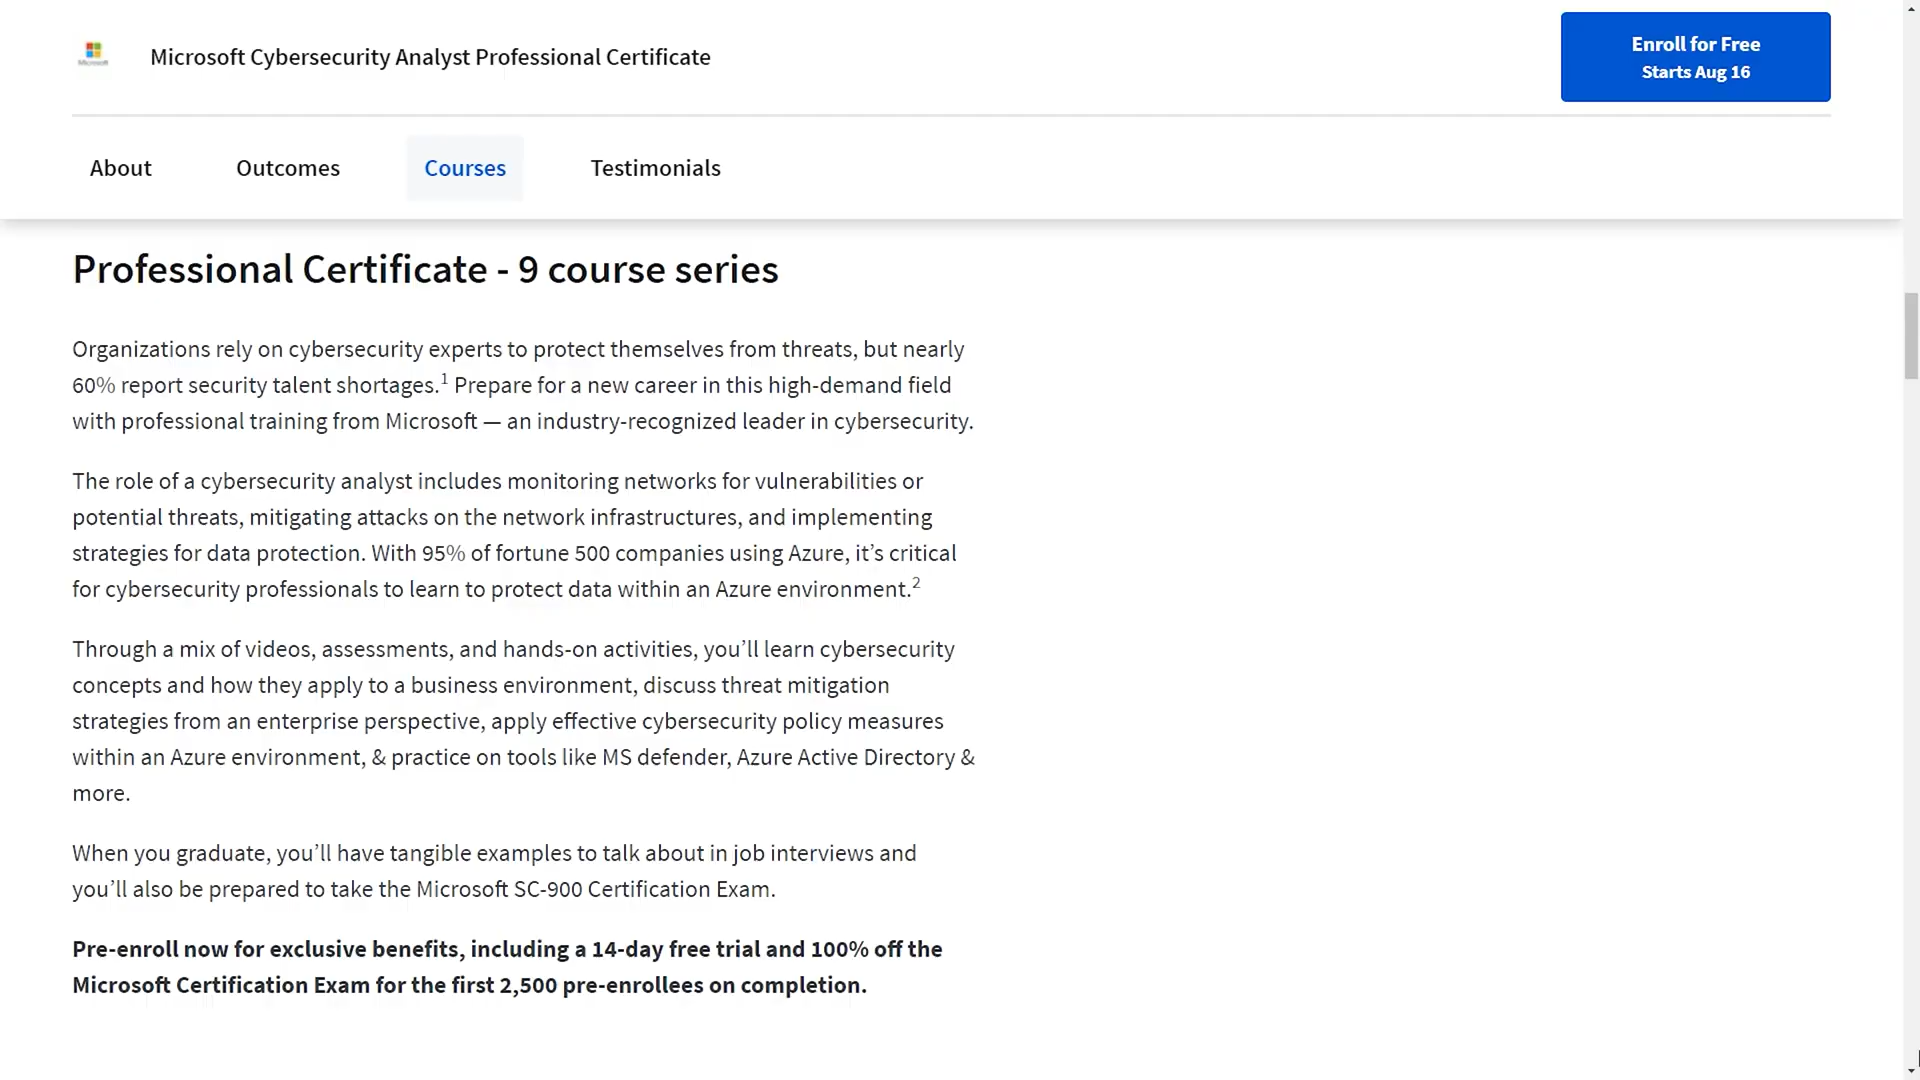 Microsoft
Microsoft Cybersecurity Analyst Professional Certificate
Enroll for Free
Starts Aug 16
About
Outcomes
Courses
Testimonials
Professional Certificate - 9 course series
Organizations rely on cybersecurity experts to protect themselves from threats, but nearly
60% report security talent shortages.1 Prepare for a new career in this high-demand field
with professional training from Microsoft — an industry-recognized leader in cybersecurity.
The role of a cybersecurity analyst includes monitoring networks for vulnerabilities or
potential threats, mitigating attacks on the network infrastructures, and implementing
strategies for data protection. With 95% of fortune 500 companies using Azure, it’s critical
for cybersecurity professionals to learn to protect data within an Azure environment.2
Through a mix of videos, assessments, and hands-on activities, you’ll learn cybersecurity
concepts and how they apply to a business environment, discuss threat mitigation
strategies from an enterprise perspective, apply effective cybersecurity policy measures
within an Azure environment, & practice on tools like MS defender, Azure Active Directory &
more.
When you graduate, you’ll have tangible examples to talk about in job interviews and
you’ll also be prepared to take the Microsoft SC-900 Certification Exam.
Pre-enroll now for exclusive benefits, including a 14-day free trial and 100% off the
Microsoft Certification Exam for the first 2,500 pre-enrollees on completion.